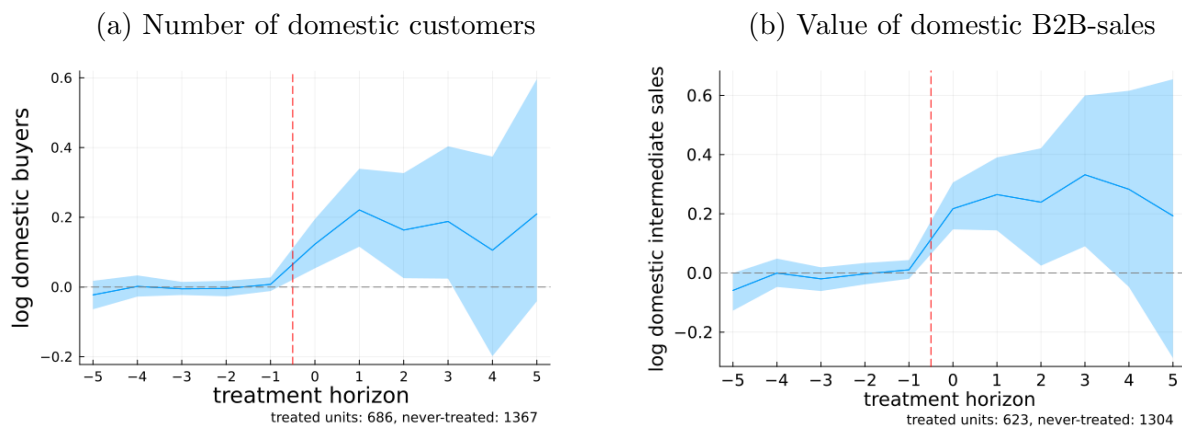 (a) Number of domestic customers
log domestic buyers
0.6
0.4
0.2
0.0
−0.2
−5 −4 −3 −2 −1 0 1 2 3 4 5
treatment horizon
treated units: 686, never-treated: 1367
(b) Value of domestic B2B-sales
log domestic intermediate sales
0.6
0.4
0.2
0.0
−0.2
−5 −4 −3 −2 −1 0 1 2 3 4 5
treatment horizon
treated units: 623, never-treated: 1304